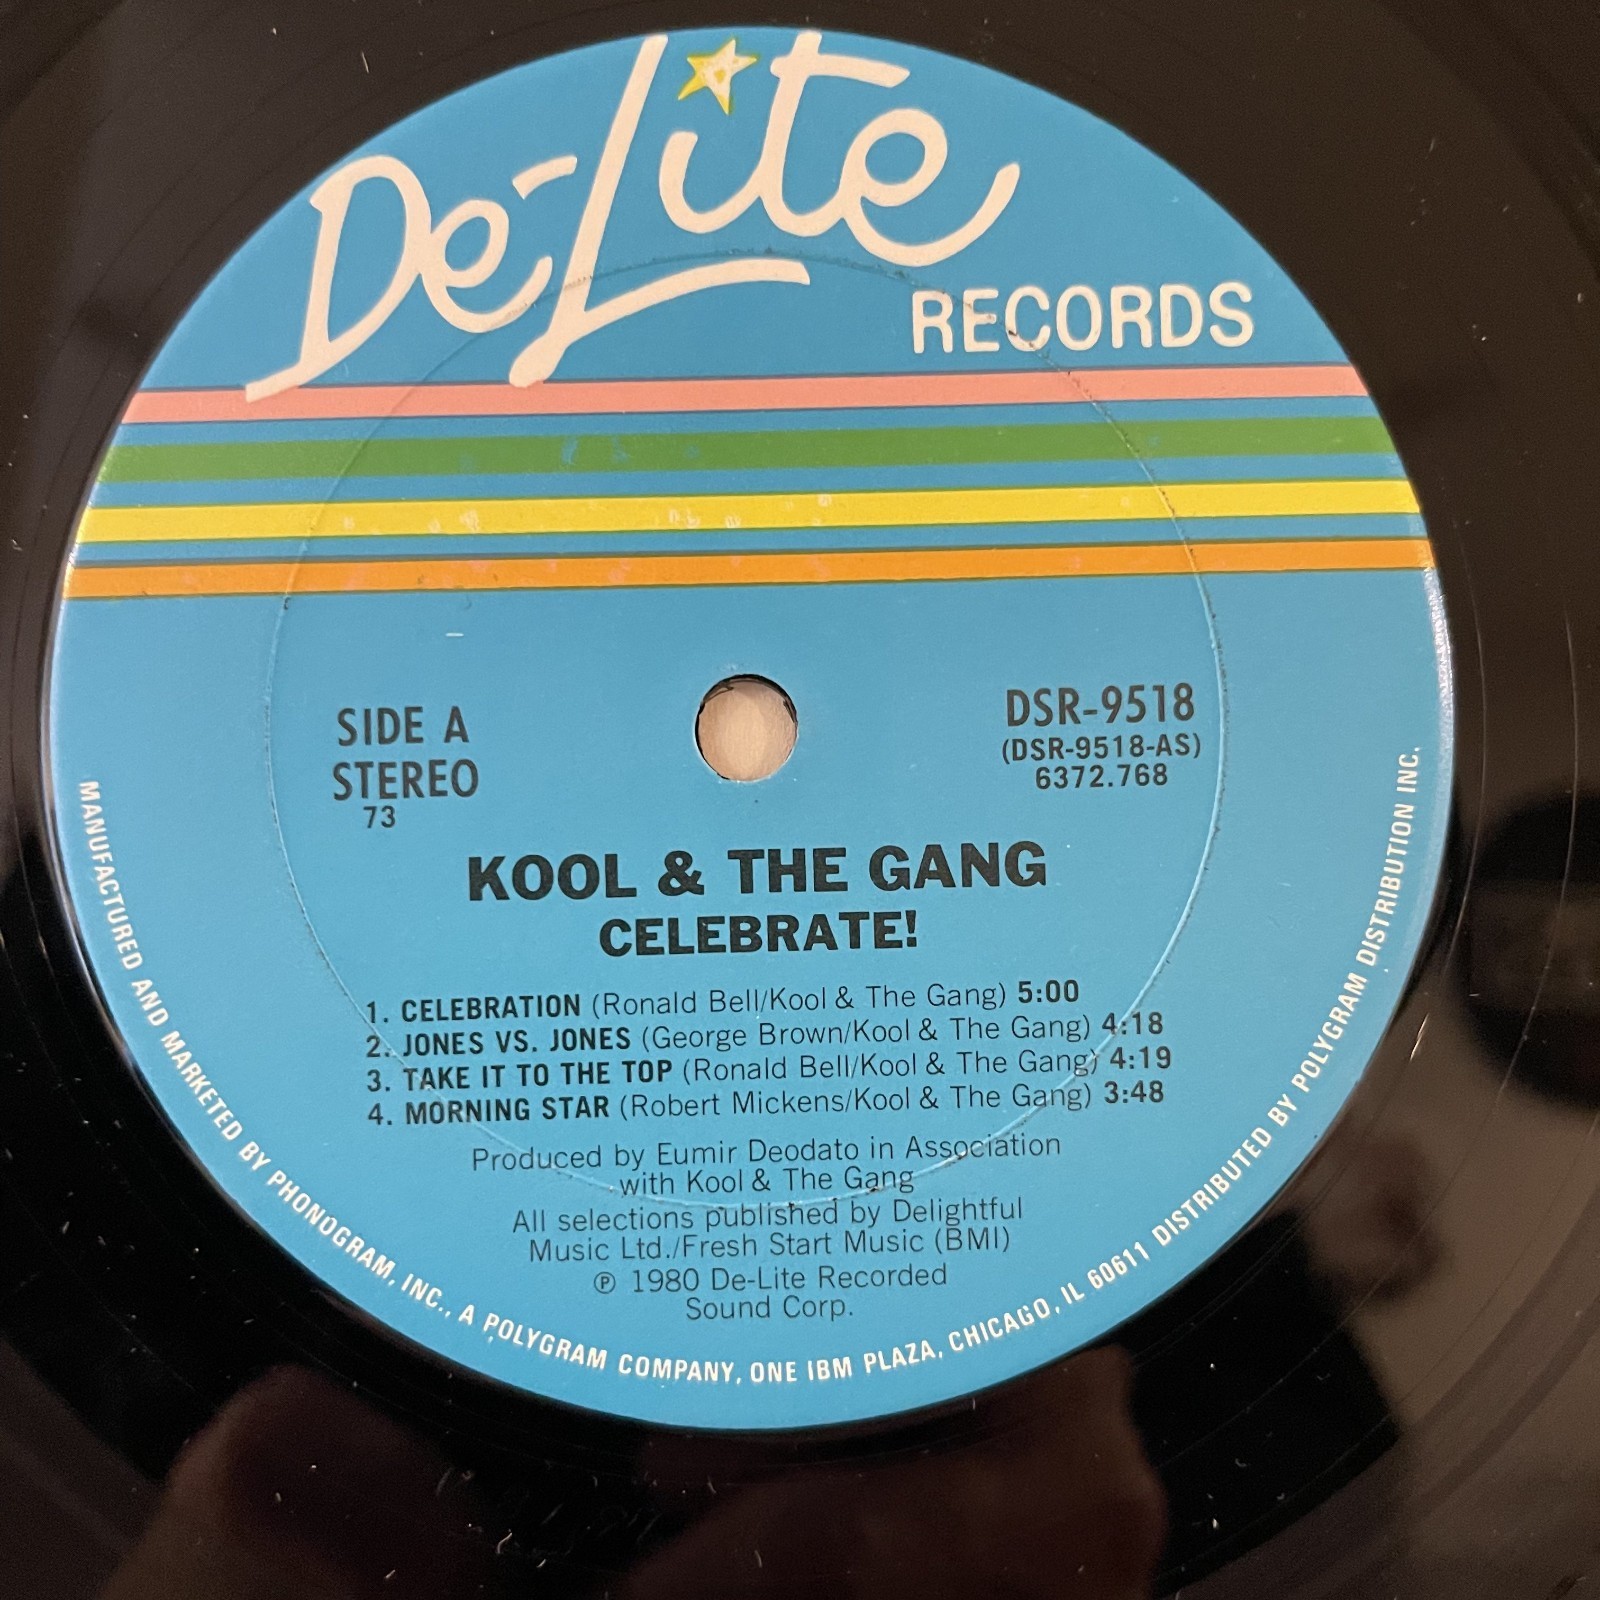 De-Lite
RECORDS
SIDE A
STEREO
73
DSR-9518
(DSR-9518-AS)
6372.768
KOOL & THE GANG
CELEBRATE!
1. CELEBRATION (Ronald Bell/Kool & The Gang) 5:00
2. JONES VS. JONES (George Brown/Kool & The Gang) 4:18
3. TAKE IT TO THE TOP (Ronald Bell/Kool & The Gang) 4:19
4. MORNING STAR (Robert Mickens/Kool & The Gang) 3:48
Produced by Eumir Deodato in Association
with Kool & The Gang
All selections published by Delightful
Music Ltd./Fresh Start Music (BMI)
℗ 1980 De-Lite Recorded
Sound Corp.
MANUFACTURED AND MARKETED BY PHONOGRAM, INC., A POLYGRAM COMPANY, ONE IBM PLAZA, CHICAGO, IL 60611 DISTRIBUTED BY POLYGRAM DISTRIBUTION INC.